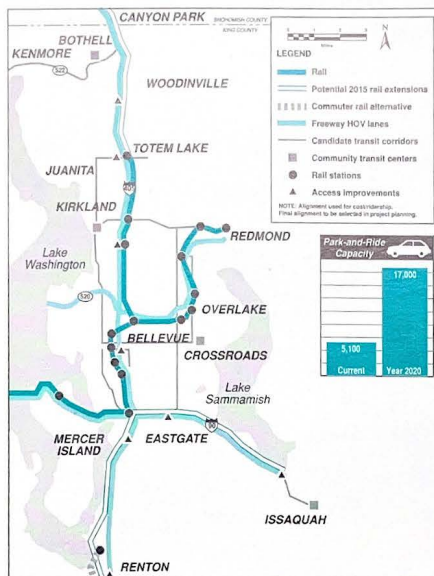 CANYON PARK
SNOHOMISH COUNTY
KING COUNTY
BOTHELL
KENMORE
522
WOODINVILLE
TOTEM LAKE
JUANITA
405
KIRKLAND
REDMOND
Lake
Washington
520
OVERLAKE
BELLEVUE
CROSSROADS
Lake
Sammamish
MERCER
ISLAND
EASTGATE
90
ISSAQUAH
RENTON
N
LEGEND
Rail
Potential 2015 rail extensions
Commuter rail alternative
Freeway HOV lanes
Candidate transit corridors
Community transit centers
Rail stations
Access improvements
NOTE: Alignment used for cost/ridership.
Final alignment to be selected in project planning.
Park-and-Ride
Capacity
17,000
5,100
Current
Year 2020